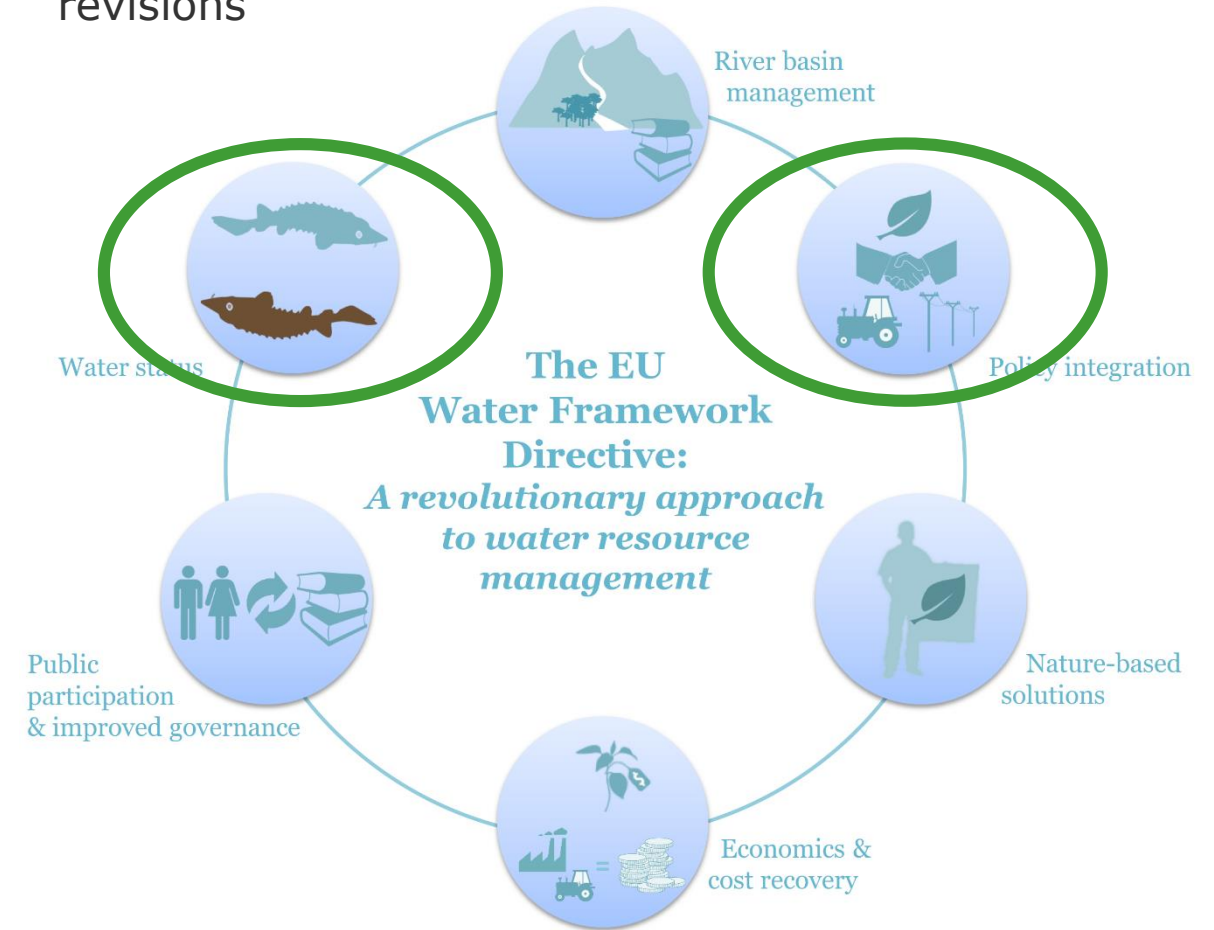 revisions
River basin
management
Water status
Policy integration
The EU
Water Framework
Directive:
A revolutionary approach
to water resource
management
Public
participation
& improved governance
Nature-based
solutions
Economics &
cost recovery